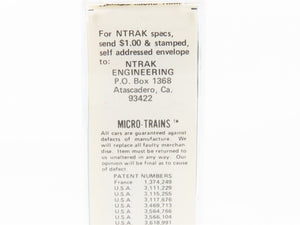 For NTRAK specs,
send $1.00 & stamped,
self addressed envelope
to:
NTRAK
ENGINEERING
P.O. Box 1368
Atascadero, Ca.
93422
MICRO-TRAINS ™
All cars are guaranteed against
defects of manufacture. We
will replace all faulty merchan-
dise. Item must be returned to
us unaltered in any way. Our
own analysis will be final as to cause
of defect.
PATENT NUMBERS
France 1,374,249
U.S.A. 3,111,229
U.S.A. 3,115,255
U.S.A. 3,117,676
U.S.A. 3,469,713
U.S.A. 3,564,766
U.S.A. 3,566,104
U.S.A. 3,618,991